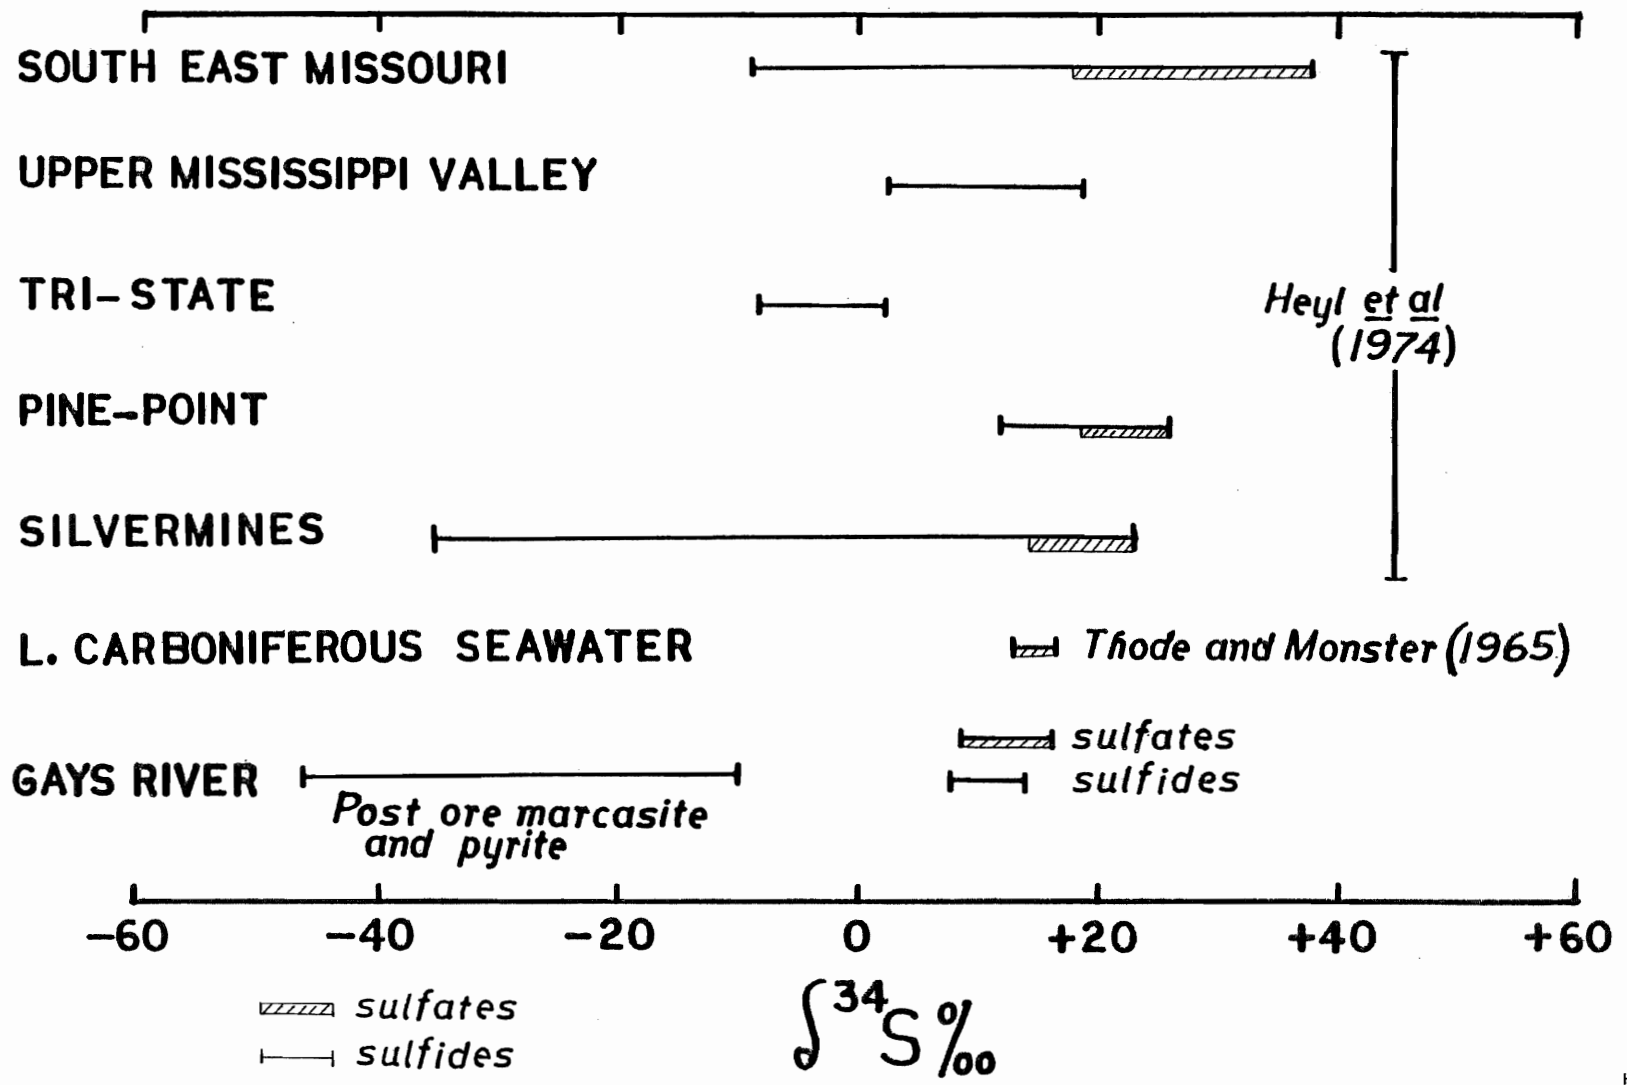 SOUTH EAST MISSOURI
UPPER MISSISSIPPI VALLEY
TRI-STATE
Heyl et al
(1974)
PINE-POINT
SILVERMINES
L. CARBONIFEROUS SEAWATER
Thode and Monster (1965)
sulfates
GAYS RIVER
sulfides
Post ore marcasite
and pyrite
-60 -40 -20 0 +20 +40 +60
sulfates
sulfides
∫³⁴S‰